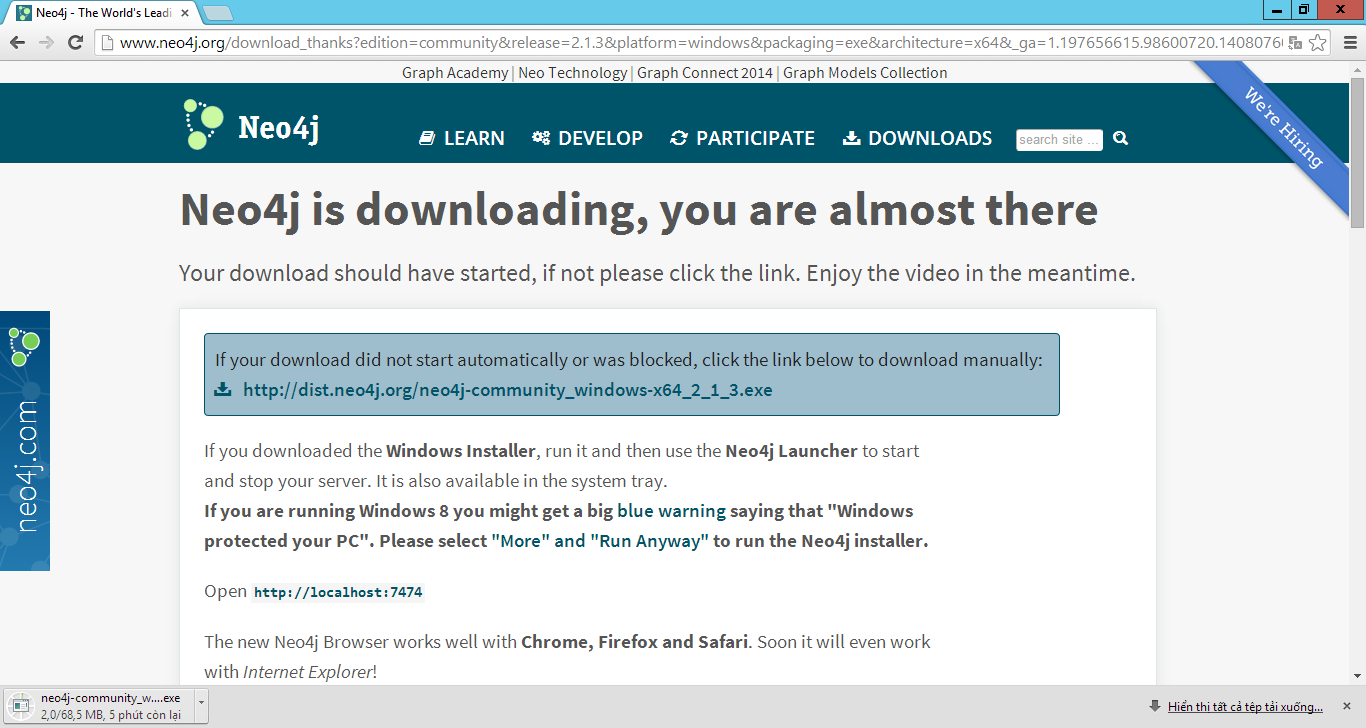 Neo4j - The World's Leadi
www.neo4j.org/download_thanks?edition=community&release=2.1.3&platform=windows&packaging=exe&architecture=x64&_ga=1.197656615.98600720.14080760
Graph Academy | Neo Technology | Graph Connect 2014 | Graph Models Collection
We're Hiring
Neo4j
LEARN DEVELOP PARTICIPATE DOWNLOADS search site ...
Neo4j is downloading, you are almost there
Your download should have started, if not please click the link. Enjoy the video in the meantime.
neo4j.com
If your download did not start automatically or was blocked, click the link below to download manually:
http://dist.neo4j.org/neo4j-community_windows-x64_2_1_3.exe
If you downloaded the Windows Installer, run it and then use the Neo4j Launcher to start
and stop your server. It is also available in the system tray.
If you are running Windows 8 you might get a big blue warning saying that "Windows
protected your PC". Please select "More" and "Run Anyway" to run the Neo4j installer.
Open http://localhost:7474
The new Neo4j Browser works well with Chrome, Firefox and Safari. Soon it will even work
with Internet Explorer!
neo4j-community_w....exe
2,0/68,5 MB, 5 phút còn lại
Hiển thị tất cả tệp tải xuống...